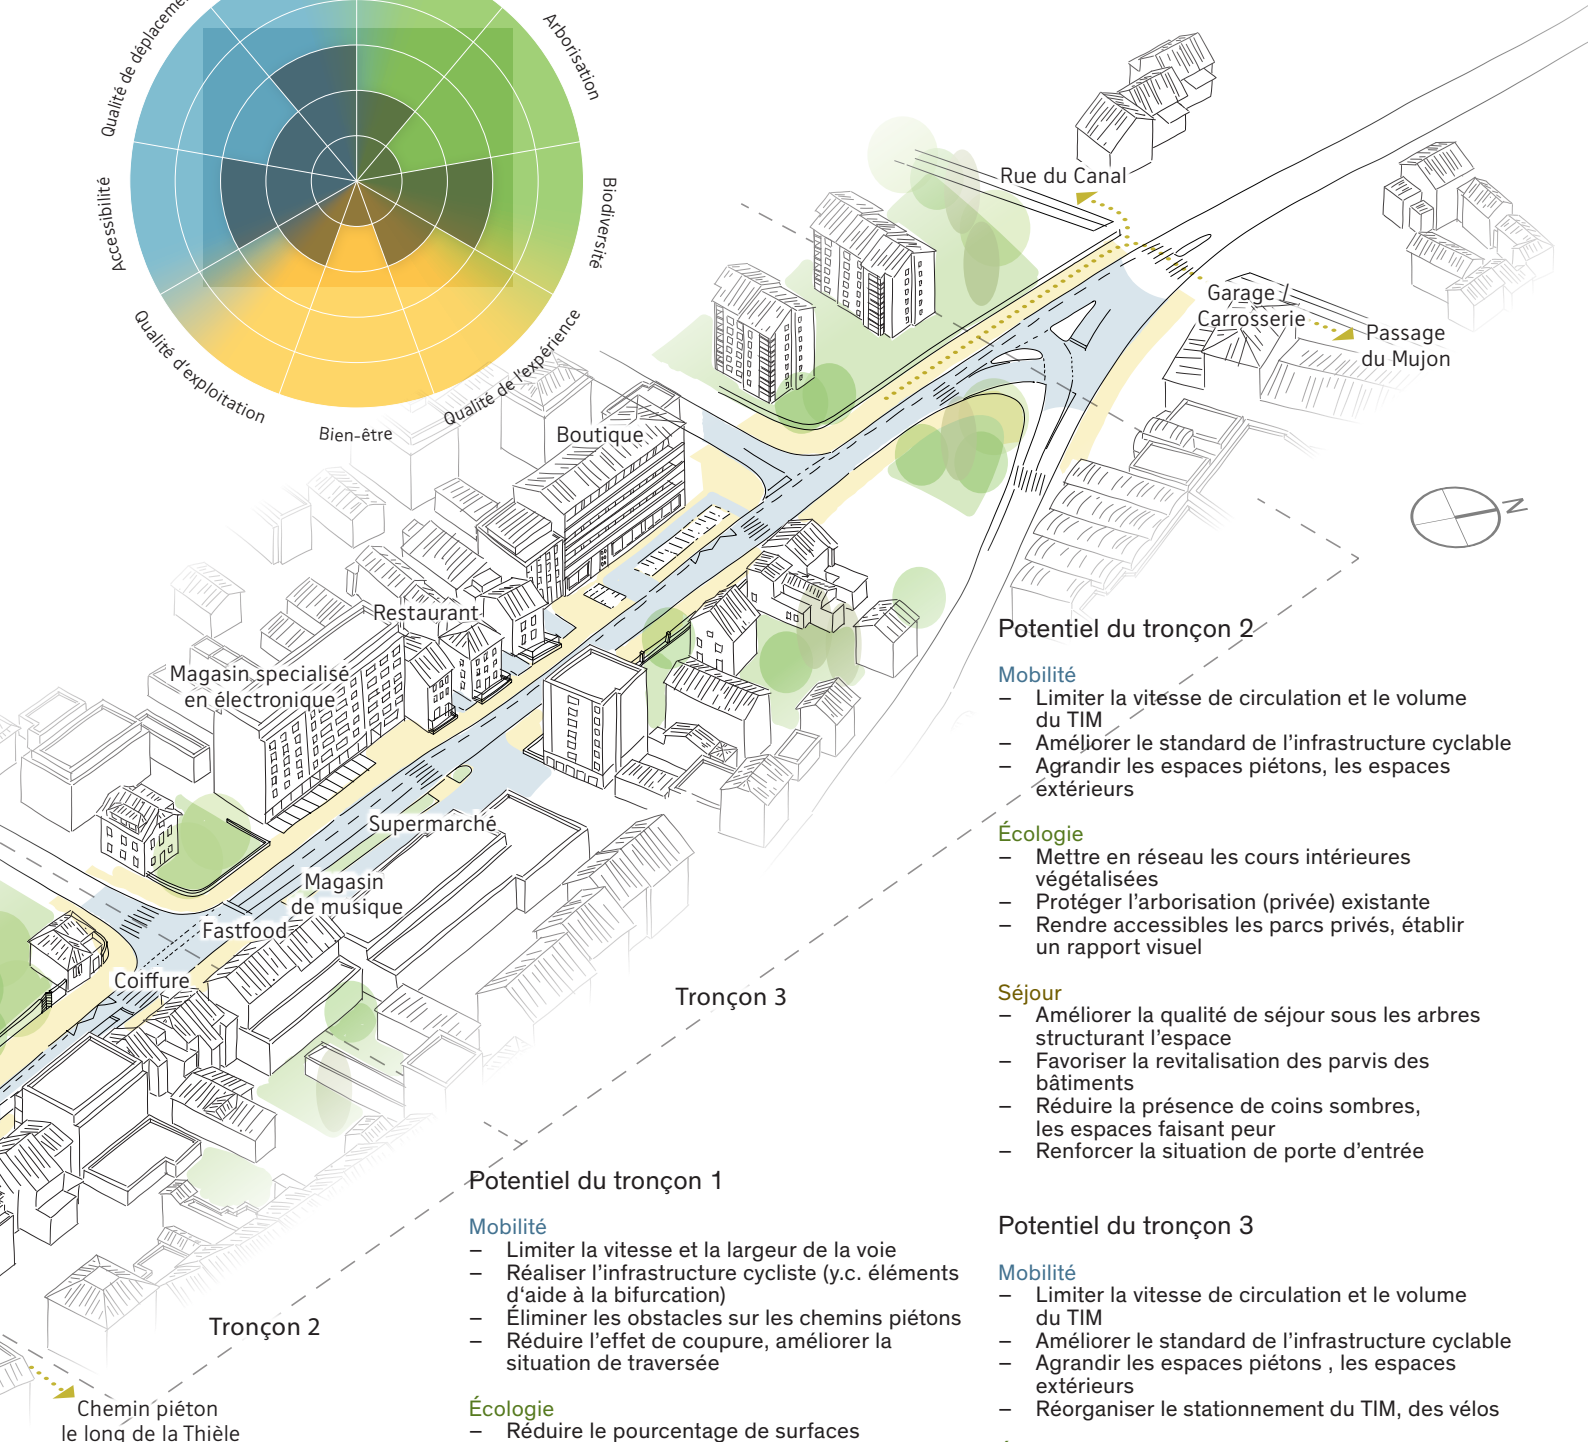 Qualité de déplacement
Arborisation
Accessibilité
Biodiversité
Qualité d'exploitation
Bien-être
Qualité de l'expérience
Rue du Canal
Garage /
Carrosserie
Passage
du Mujon
Boutique
N
Restaurant
Magasin specialisé
en électronique
Supermarché
Magasin
de musique
Fastfood
Coiffure
Tronçon 3
Tronçon 2
Chemin piéton
le long de la Thièle
Potentiel du tronçon 1
Mobilité
– Limiter la vitesse et la largeur de la voie
– Réaliser l'infrastructure cycliste (y.c. éléments
d'aide à la bifurcation)
– Éliminer les obstacles sur les chemins piétons
– Réduire l'effet de coupure, améliorer la
situation de traversée
Écologie
– Réduire le pourcentage de surfaces
Potentiel du tronçon 2
Mobilité
– Limiter la vitesse de circulation et le volume
du TIM
– Améliorer le standard de l'infrastructure cyclable
– Agrandir les espaces piétons, les espaces
extérieurs
Écologie
– Mettre en réseau les cours intérieures
végétalisées
– Protéger l'arborisation (privée) existante
– Rendre accessibles les parcs privés, établir
un rapport visuel
Séjour
– Améliorer la qualité de séjour sous les arbres
structurant l'espace
– Favoriser la revitalisation des parvis des
bâtiments
– Réduire la présence de coins sombres,
les espaces faisant peur
– Renforcer la situation de porte d'entrée
Potentiel du tronçon 3
Mobilité
– Limiter la vitesse de circulation et le volume
du TIM
– Améliorer le standard de l'infrastructure cyclable
– Agrandir les espaces piétons , les espaces
extérieurs
– Réorganiser le stationnement du TIM, des vélos